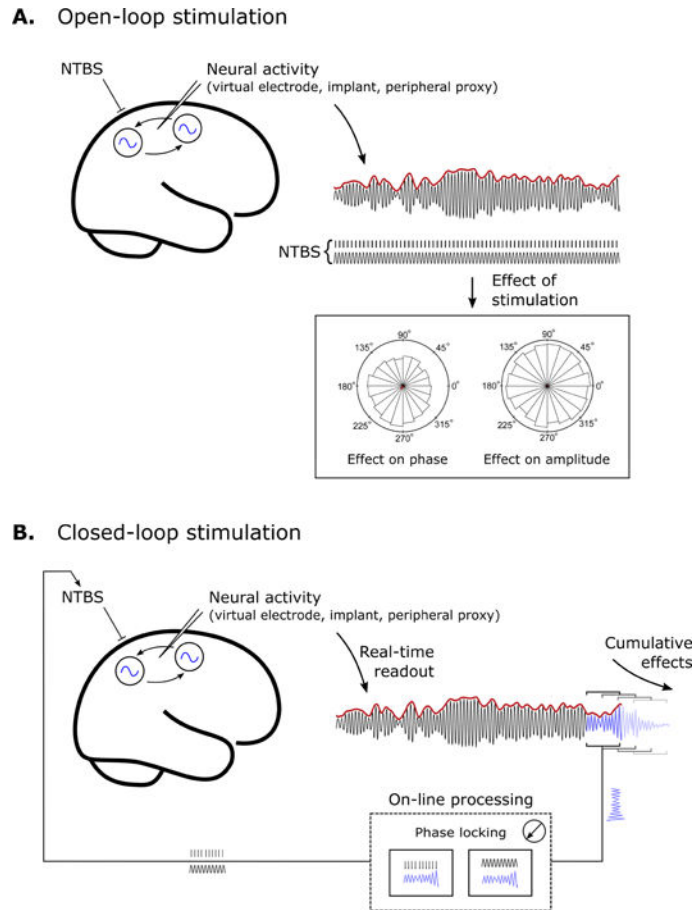 A. Open-loop stimulation
NTBS
Neural activity
(virtual electrode, implant, peripheral proxy)
NTBS {
Effect of
stimulation
90°
135° 45°
180° 0°
225° 315°
270°
Effect on phase
90°
135° 45°
180° 0°
225° 315°
270°
Effect on amplitude
B. Closed-loop stimulation
NTBS
Neural activity
(virtual electrode, implant, peripheral proxy)
Real-time
readout
Cumulative
effects
On-line processing
Phase locking